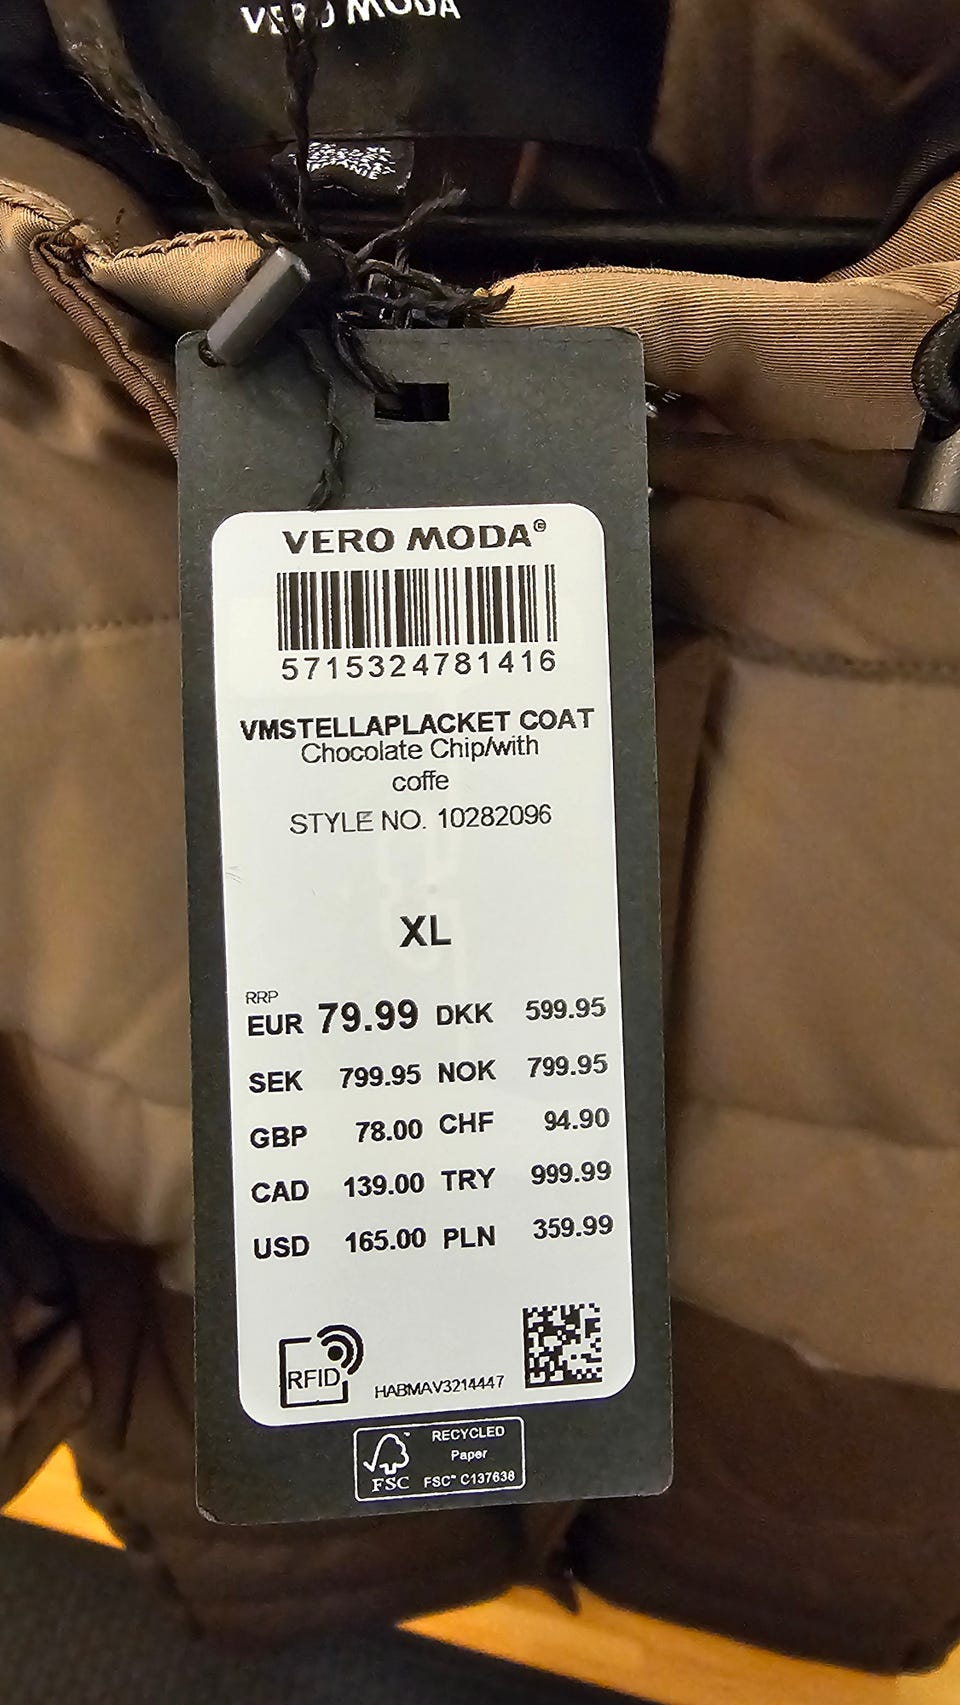 VERO MODA
VERO MODA©
5715324781416
VMSTELLAPLACKET COAT
Chocolate Chip/with
coffe
STYLE NO. 10282096
XL
RRP
EUR 79.99 DKK 599.95
SEK 799.95 NOK 799.95
GBP 78.00 CHF 94.90
CAD 139.00 TRY 999.99
USD 165.00 PLN 359.99
RFID HABMAV3214447
RECYCLED
Paper
FSC FSC™ C137638